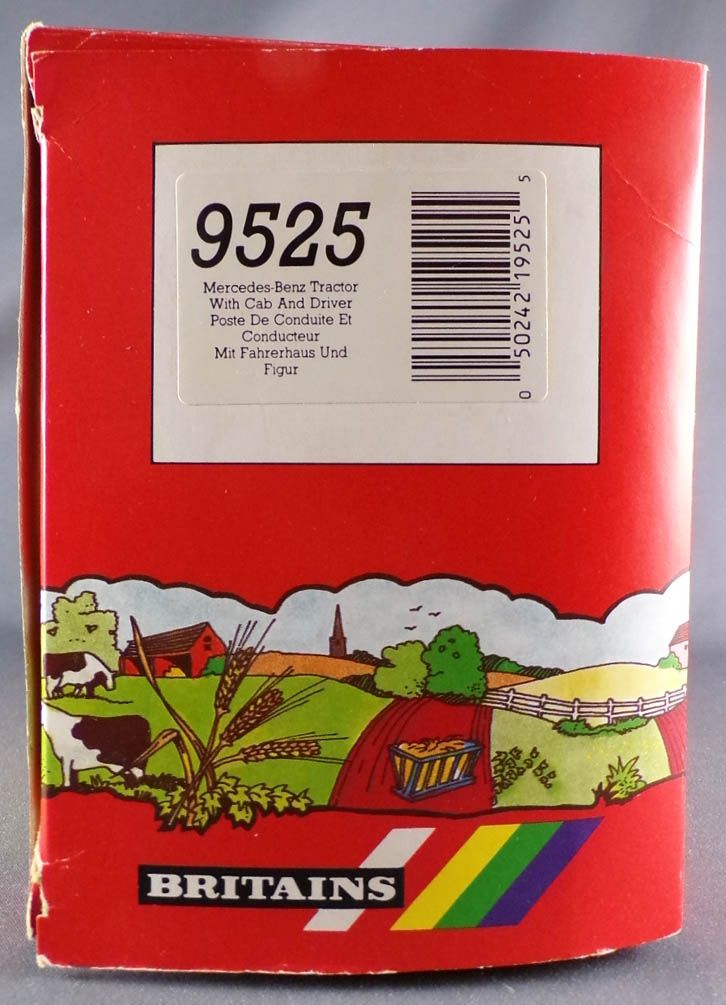 9525
Mercedes-Benz Tractor
With Cab And Driver
Poste De Conduite Et
Conducteur
Mit Fahrerhaus Und
Figur
0 50242 19525 5
BRITAINS